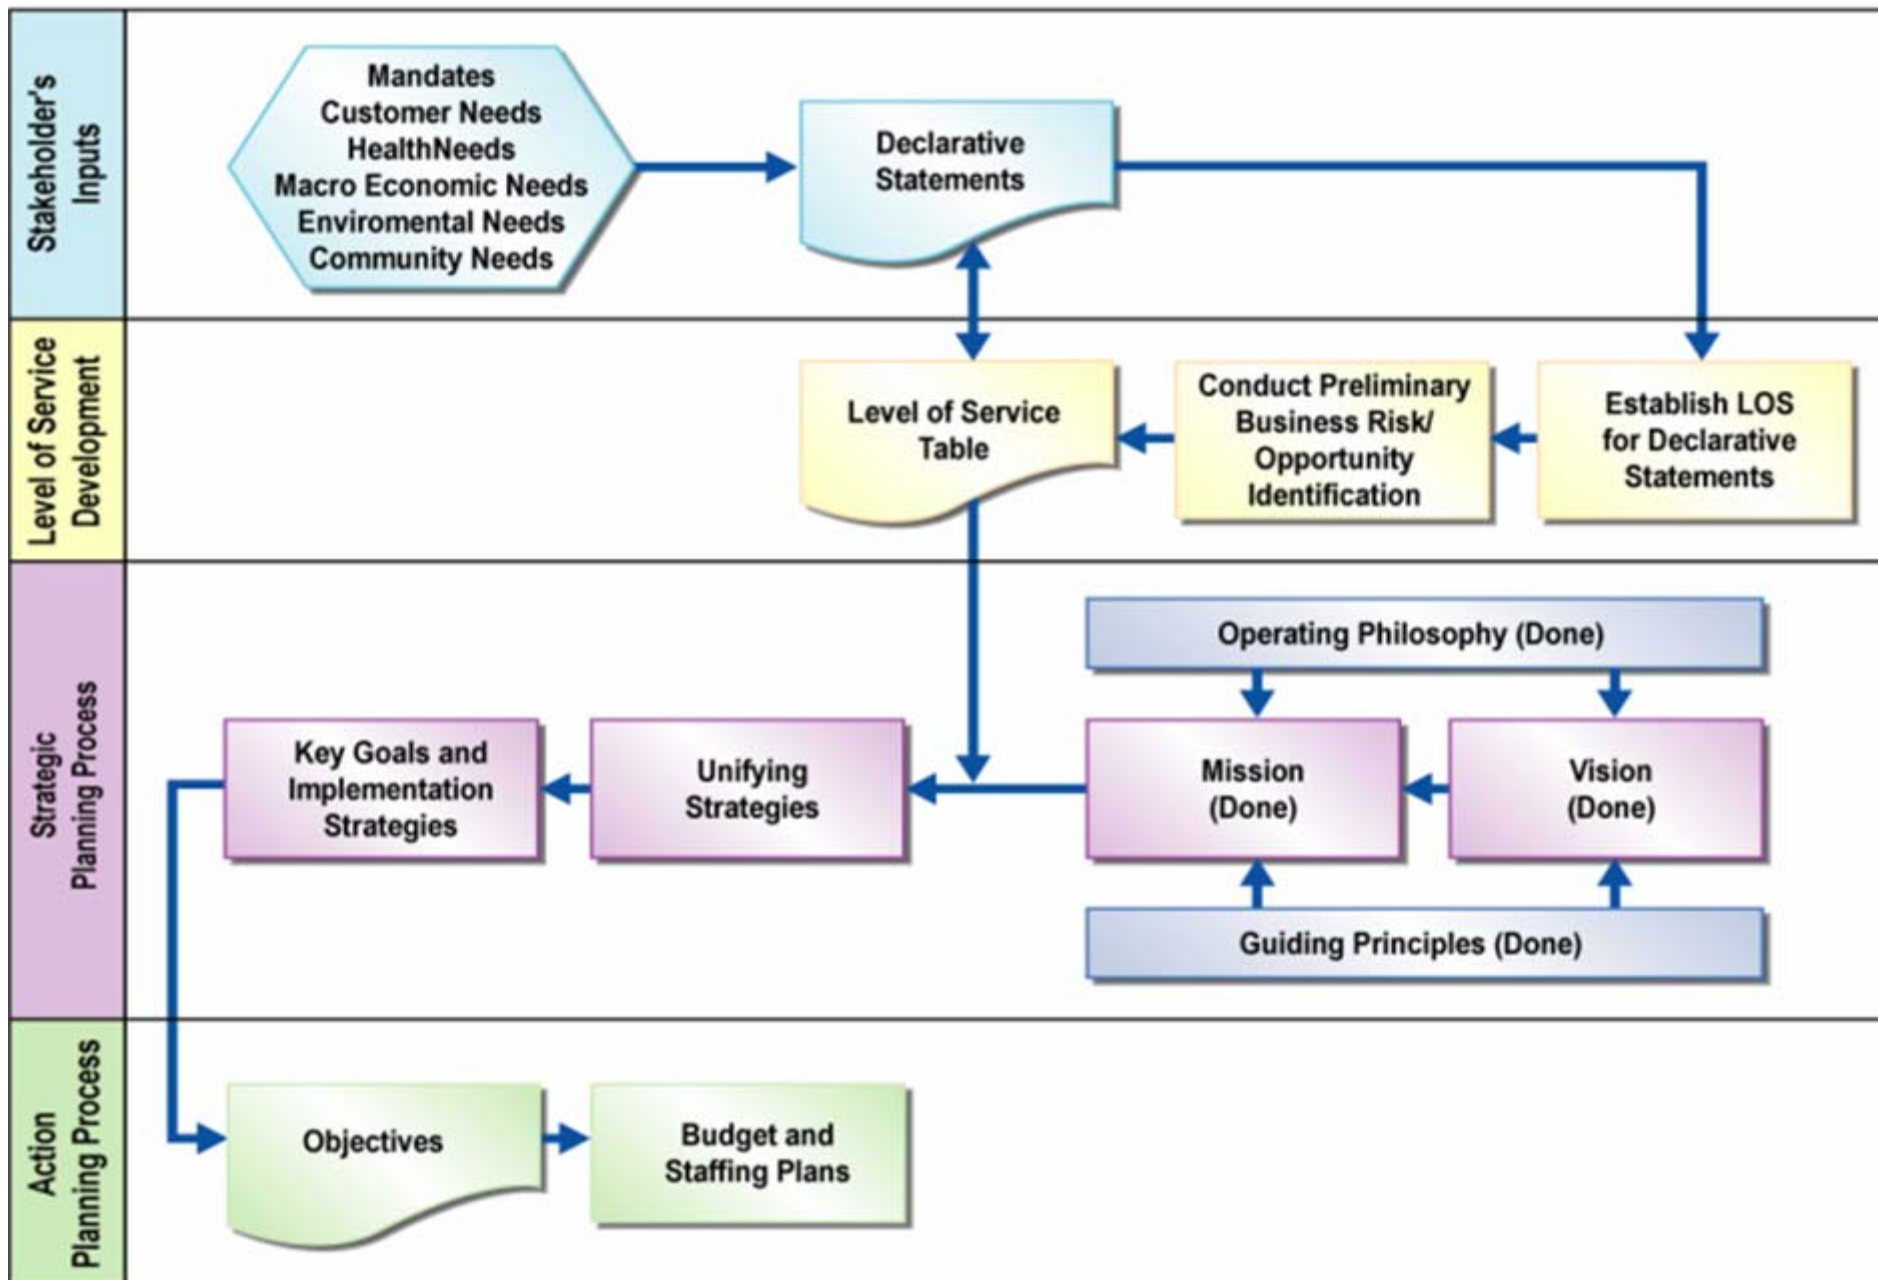 Stakeholder's
Inputs
Mandates
Customer Needs
HealthNeeds
Macro Economic Needs
Enviromental Needs
Community Needs
Declarative
Statements
Level of Service
Development
Level of Service
Table
Conduct Preliminary
Business Risk/
Opportunity
Identification
Establish LOS
for Declarative
Statements
Strategic
Planning Process
Operating Philosophy (Done)
Key Goals and
Implementation
Strategies
Unifying
Strategies
Mission
(Done)
Vision
(Done)
Guiding Principles (Done)
Action
Planning Process
Objectives
Budget and
Staffing Plans